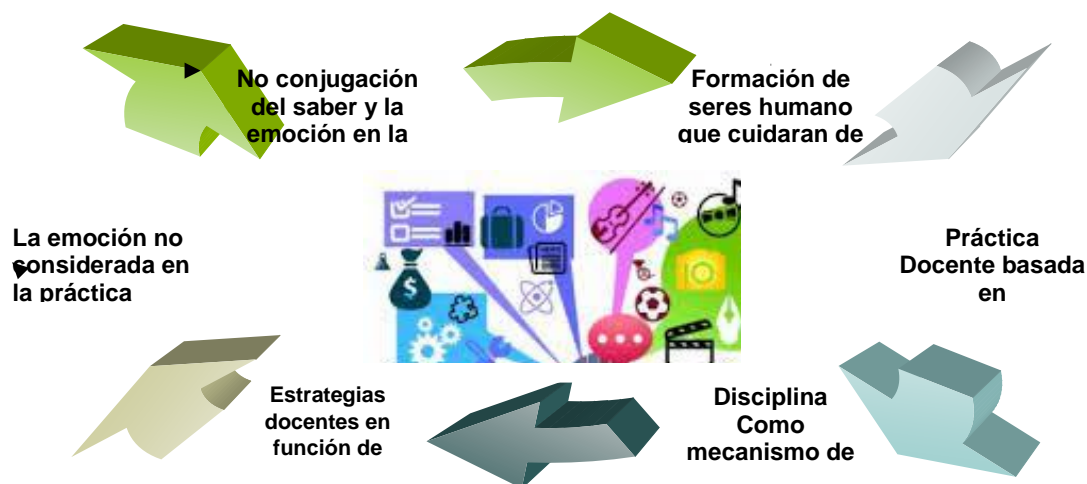 No conjugación
del saber y la
emoción en la
Formación de
seres humano
que cuidaran de
Práctica
Docente basada
en
Disciplina
Como
mecanismo de
Estrategias
docentes en
función de
La emoción no
considerada en
la práctica